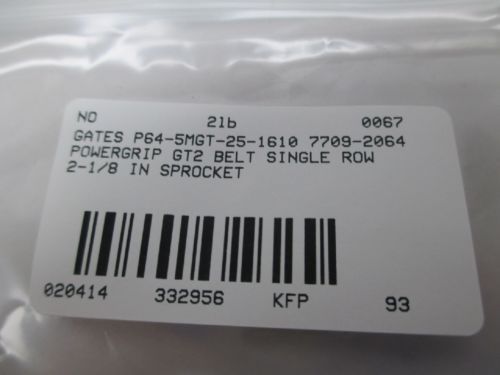 NO 21b 0067
GATES P64-5MGT-25-1610 7709-2064
POWERGRIP GT2 BELT SINGLE ROW
2-1/8 IN SPROCKET
020414 332956 KFP 93